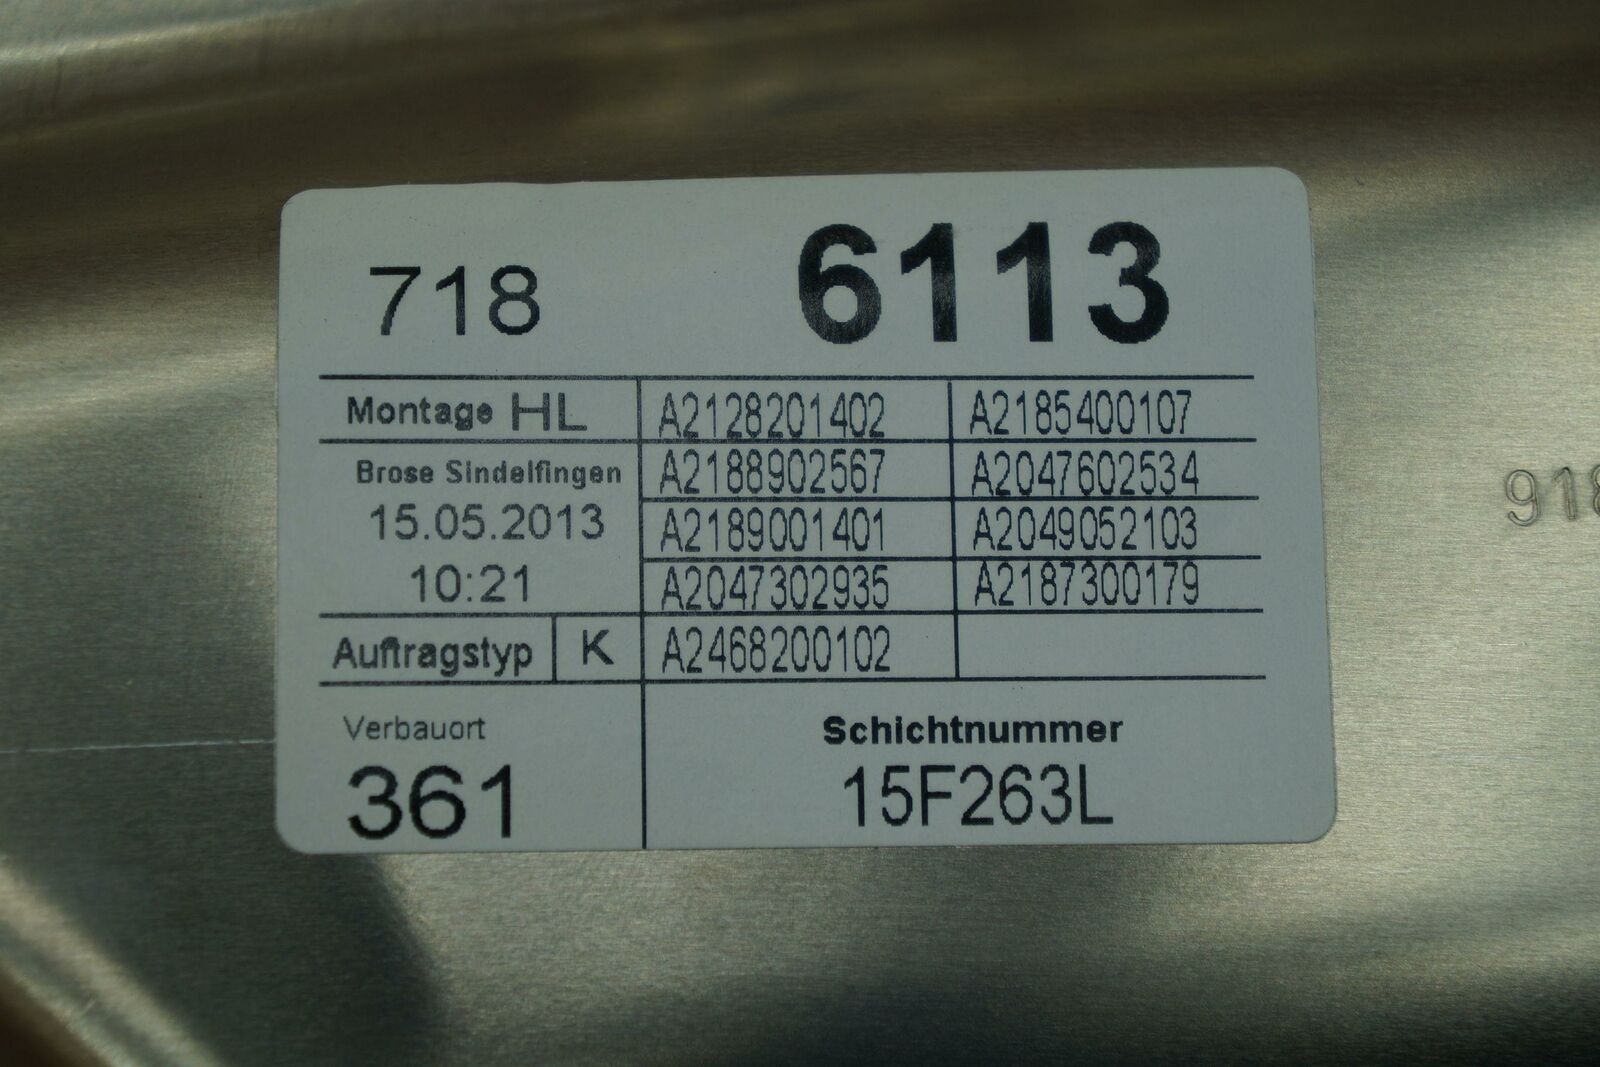 718 6113
Montage HL A2128201402 A2185400107
Brose Sindelfingen A2188902567 A2047602534
15.05.2013 A2189001401 A2049052103
10:21 A2047302935 A2187300179
Auftragstyp K A2468200102
Verbauort Schichtnummer
361 15F263L